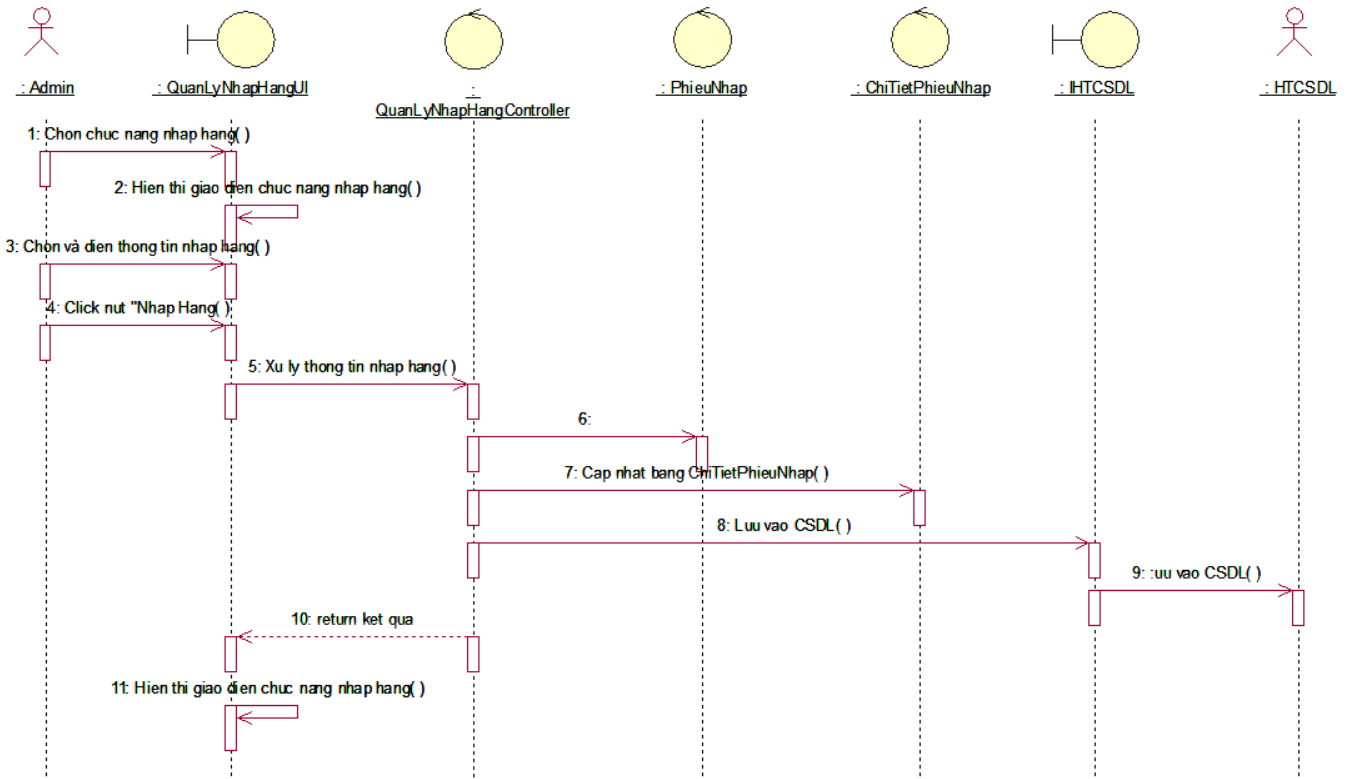 : Admin
: QuanLyNhapHangUI
:
QuanLyNhapHangController
: PhieuNhap
: ChiTietPhieuNhap
: IHTCSDL
: HTCSDL
1: Chon chuc nang nhap hang( )
2: Hien thi giao dien chuc nang nhap hang( )
3: Chon và dien thong tin nhap hang( )
4: Click nut "Nhap Hang( )
5: Xu ly thong tin nhap hang( )
6:
7: Cap nhat bang ChiTietPhieuNhap( )
8: Luu vao CSDL( )
9: :uu vao CSDL( )
10: return ket qua
11: Hien thi giao dien chuc nang nhap hang( )